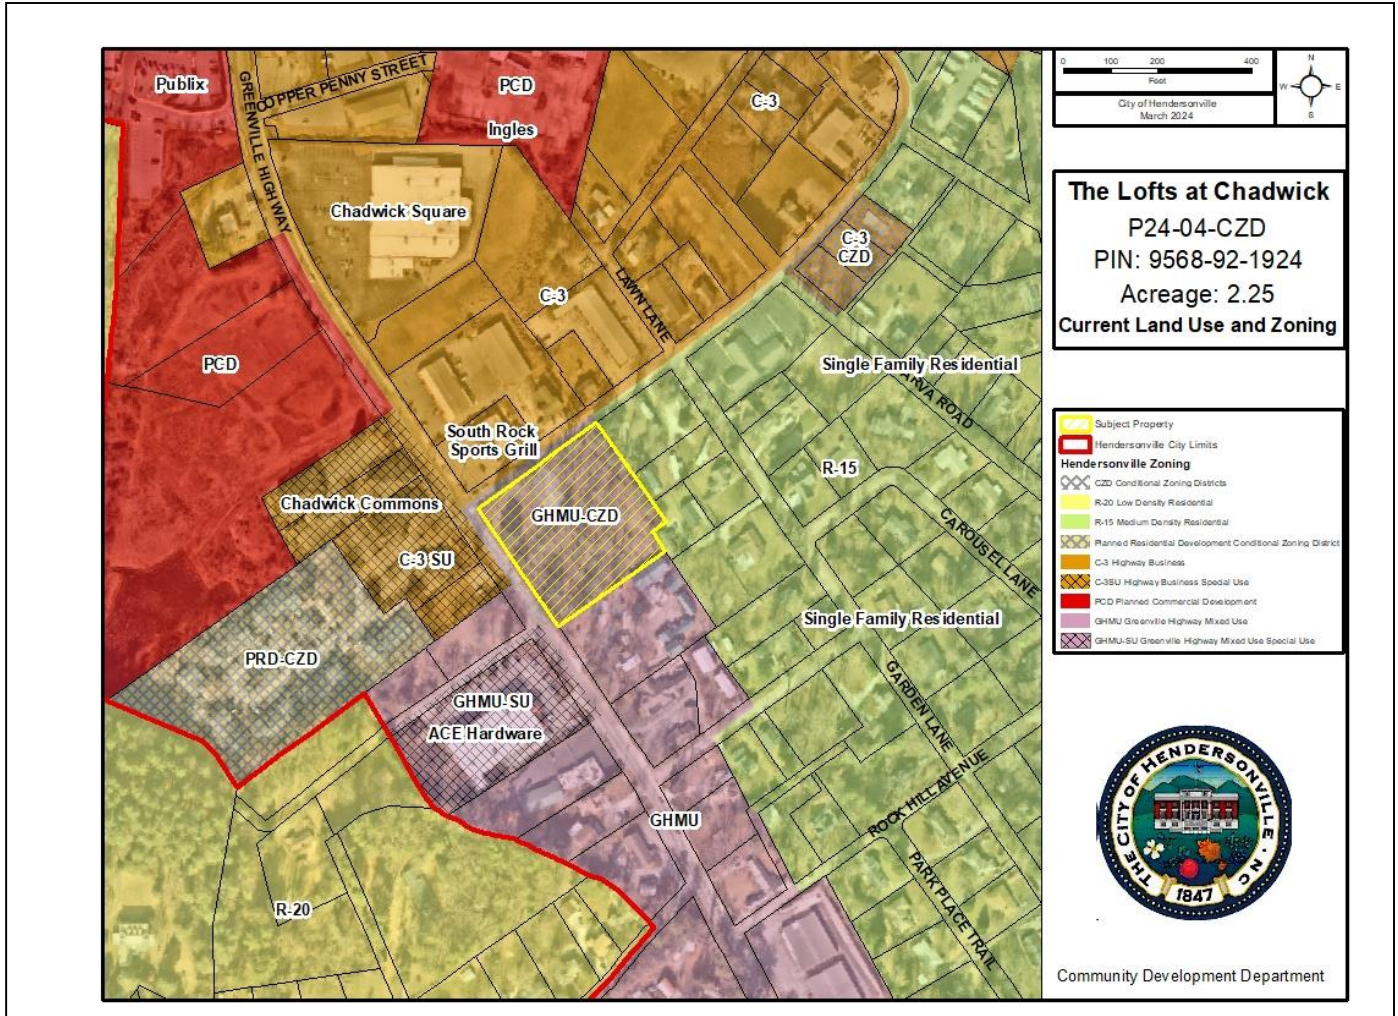 Publix
COPPER PENNY STREET
GREENVILLE HIGHWAY
PCD
Ingles
C-3
Chadwick Square
C-3
CZD
LAWN LANE
C-3
PCD
Single Family Residential
ARVA ROAD
South Rock
Sports Grill
R-15
Chadwick Commons
GHMU-CZD
CAROUSEL LANE
C-3 SU
Single Family Residential
PRD-CZD
GARDEN LANE
GHMU-SU
ACE Hardware
ROCK HILL AVENUE
GHMU
PARK PLACE TRAIL
R-20
0 100 200 400
Feet
City of Hendersonville
March 2024
N
W E
S
The Lofts at Chadwick
P24-04-CZD
PIN: 9568-92-1924
Acreage: 2.25
Current Land Use and Zoning
Subject Property
Hendersonville City Limits
Hendersonville Zoning
CZD Conditional Zoning Districts
R-20 Low Density Residential
R-15 Medium Density Residential
Planned Residential Development Conditional Zoning District
C-3 Highway Business
C-3SU Highway Business Special Use
PCD Planned Commercial Development
GHMU Greenville Highway Mixed Use
GHMU-SU Greenville Highway Mixed Use Special Use
THE CITY OF HENDERSONVILLE · NC
1847
Community Development Department